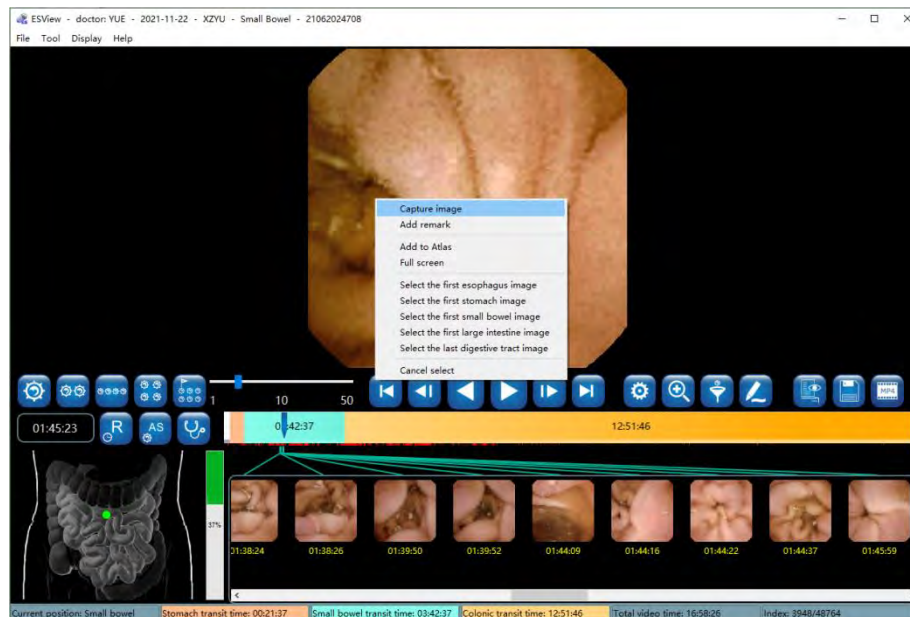 ESView - doctor: YUE - 2021-11-22 - XZYU - Small Bowel - 21062024708
File Tool Display Help
Capture image
Add remark
Add to Atlas
Full screen
Select the first esophagus image
Select the first stomach image
Select the first small bowel image
Select the first large intestine image
Select the last digestive tract image
Cancel select
1 10 50
MP4
01:45:23 R AS 42:37 12:51:46
37%
01:38:24 01:38:26 01:39:50 01:39:52 01:44:09 01:44:16 01:44:22 01:44:37 01:45:59
Current position: Small bowel Stomach transit time: 00:21:37 Small bowel transit time: 03:42:37 Colonic transit time: 12:51:46 Total video time: 16:58:26 Index: 3948/48764